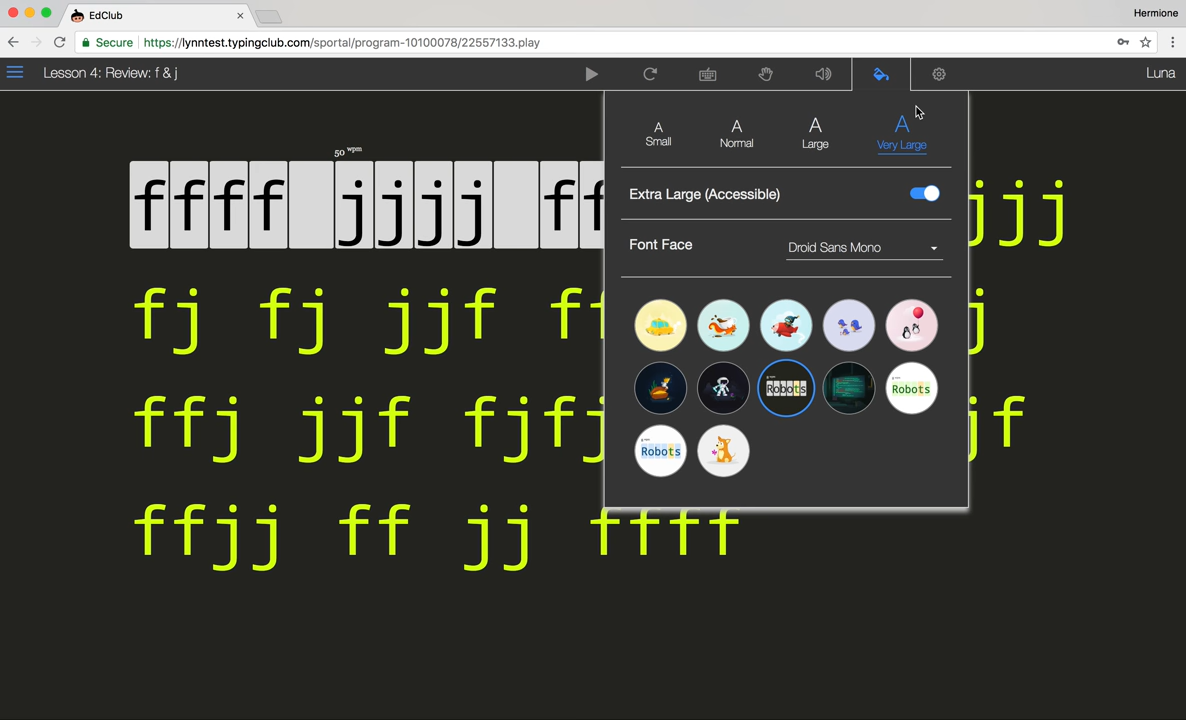 EdClub
Hermione
Secure https://lynntest.typingclub.com/sportal/program-10100078/22557133.play
Lesson 4: Review: f & j
Luna
A Small
A Normal
A Large
A Very Large
Extra Large (Accessible)
Font Face
Droid Sans Mono
Robots
Robots
Robots
50 wpm
ffff jjjj ff jjj
fj fj jjf ff j
ffj jjf fjfj jf
ffjj ff jj ffff